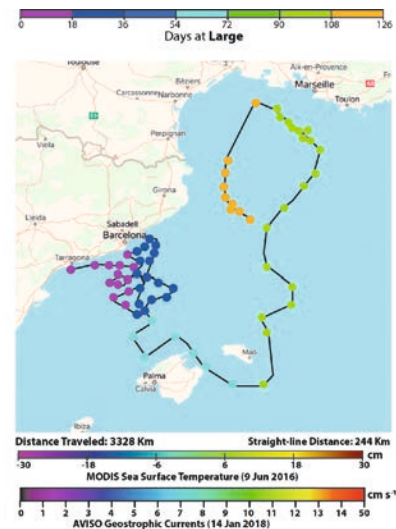 0 18 36 54 72 90 108 126
Days at Large
Toulouse
Aix-en-Provence
Béziers
Marseille
A8
Carcassonne
Narbonne
Toulon
E9
Perpignan
Viella
Girona
Lleida
Sabadell
Barcelona
Tarragona
Palma
Calvià
Mao
Ibiza
Distance Traveled: 3328 Km
Straight-line Distance: 244 Km
cm
-30 -18 -6 6 18 30
MODIS Sea Surface Temperature (9 Jun 2016)
cm s⁻¹
0 1 2 3 4 5 6 7 8 9 10 11 12 13 14 50
AVISO Geostrophic Currents (14 Jan 2018)